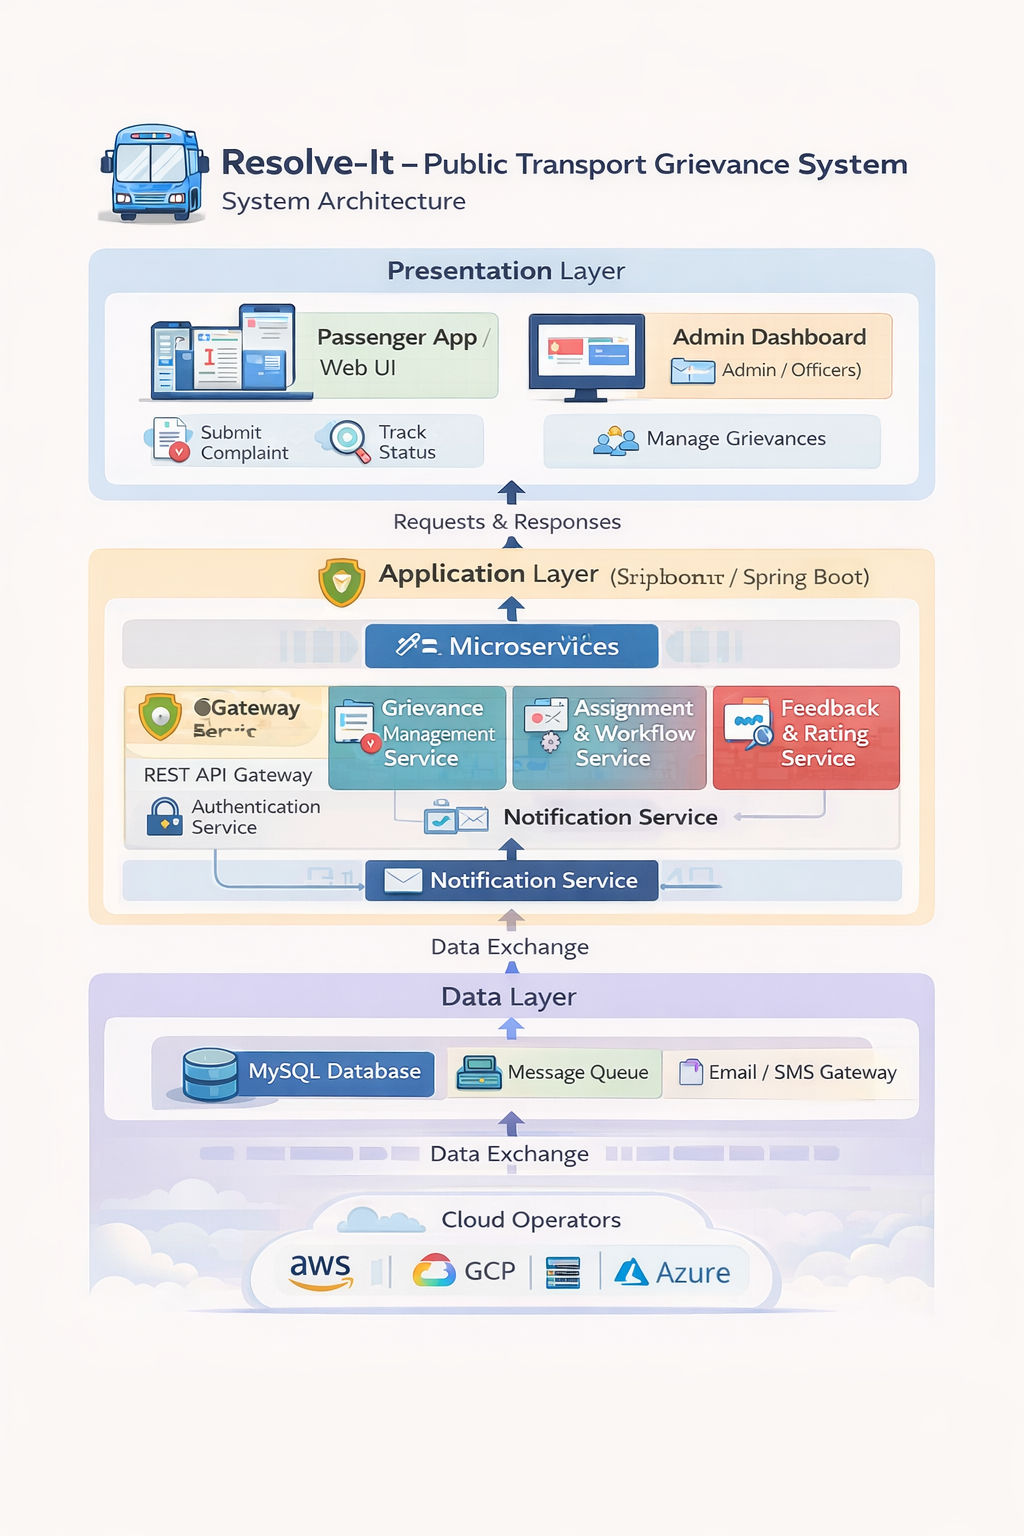 Resolve-It – Public Transport Grievance System
System Architecture
Presentation Layer
Passenger App /
Web UI
Admin Dashboard
Admin / Officers)
Submit
Complaint
Track
Status
Manage Grievances
Requests & Responses
Application Layer ( / Spring Boot)
Microservices
Gateway
REST API Gateway
Authentication
Service
Grievance
Management
Service
Assignment
& Workflow
Service
Feedback
& Rating
Service
Notification Service
Notification Service
Data Exchange
Data Layer
MySQL Database
Message Queue
Email / SMS Gateway
Data Exchange
Cloud Operators
aws
GCP
Azure